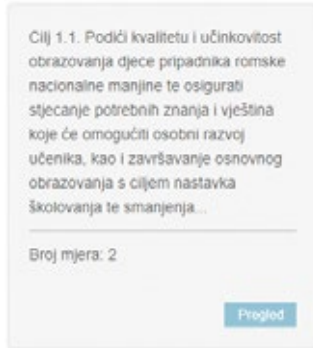 Cilj 1.1. Podići kvalitetu i učinkovitost
obrazovanja djece pripadnika romske
nacionalne manjine te osigurati
stjecanje potrebnih znanja i vještina
koje će omogućiti osobni razvoj
učenika, kao i završavanje osnovnog
obrazovanja s ciljem nastavka
školovanja te smanjenja...
Broj mjera: 2
Pregled